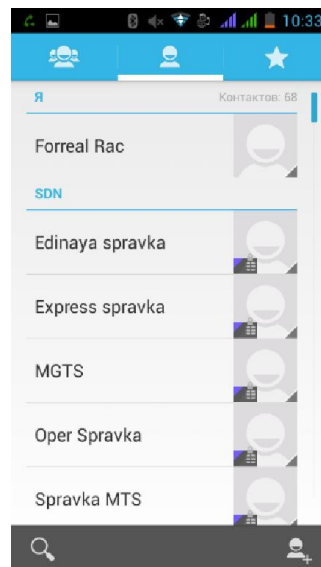 10:33
Я Контактов: 68
Forreal Rac
SDN
Edinaya spravka
Express spravka
MGTS
Oper Spravka
Spravka MTS